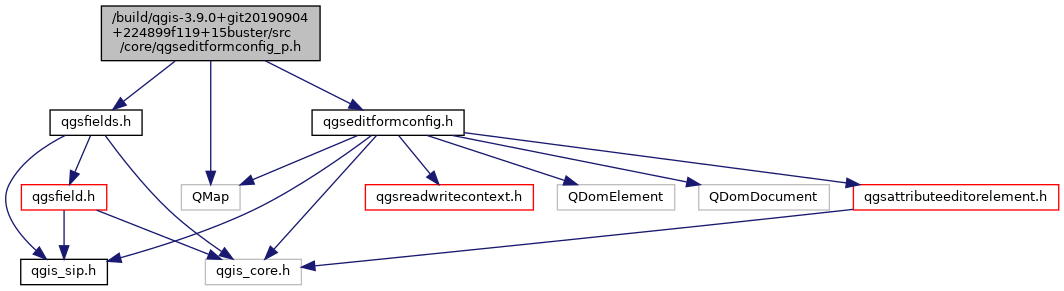 /build/qgis-3.9.0+git20190904
+224899f119+15buster/src
/core/qgseditformconfig_p.h
qgsfields.h
qgseditformconfig.h
qgsfield.h
QMap
qgsreadwritecontext.h
QDomElement
QDomDocument
qgsattributeeditorelement.h
qgis_sip.h
qgis_core.h